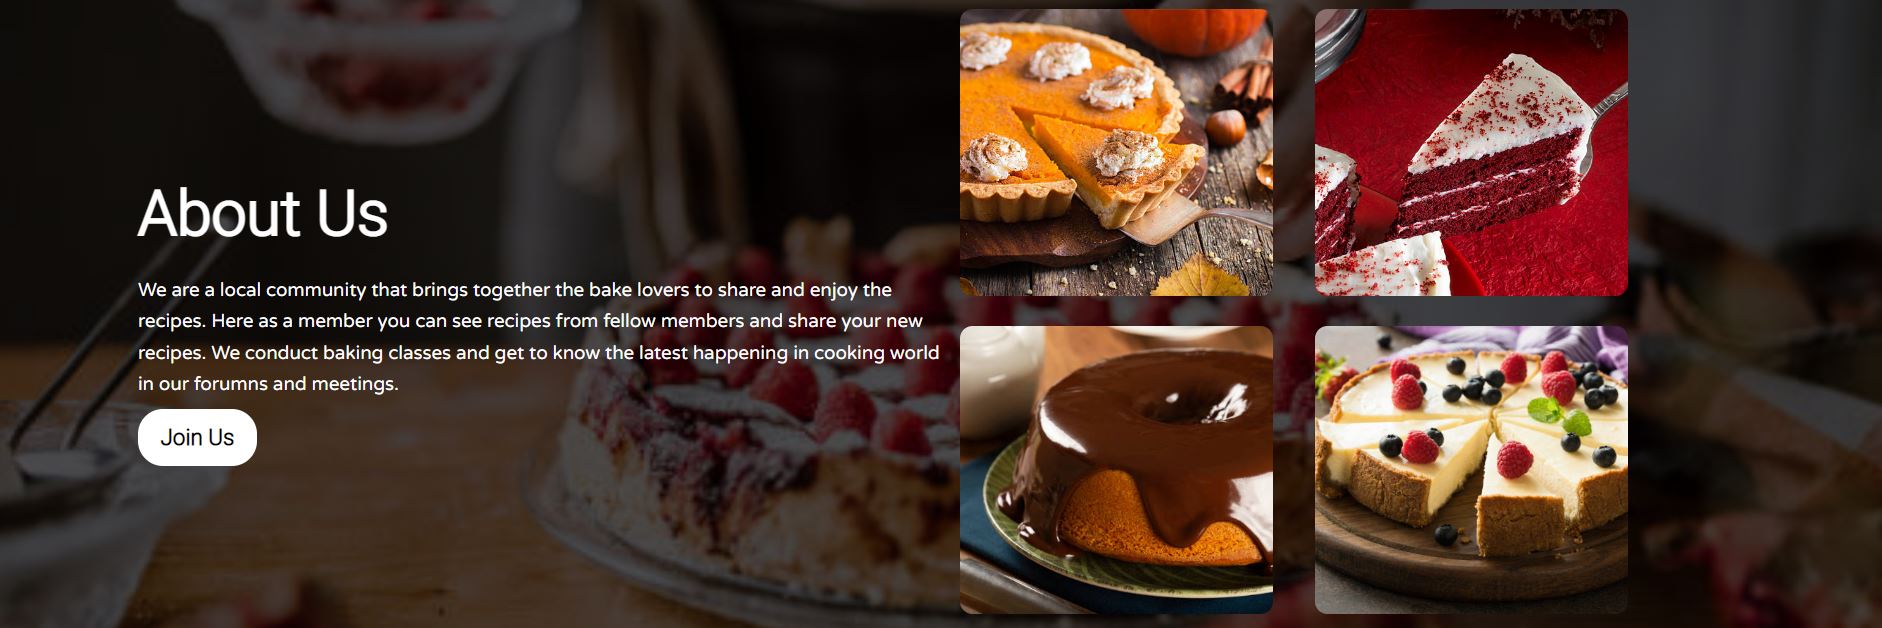 About Us
We are a local community that brings together the bake lovers to share and enjoy the
recipes. Here as a member you can see recipes from fellow members and share your new
recipes. We conduct baking classes and get to know the latest happening in cooking world
in our forumns and meetings.
Join Us